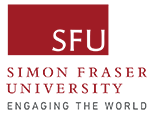 SFU
SIMON FRASER
UNIVERSITY
ENGAGING THE WORLD